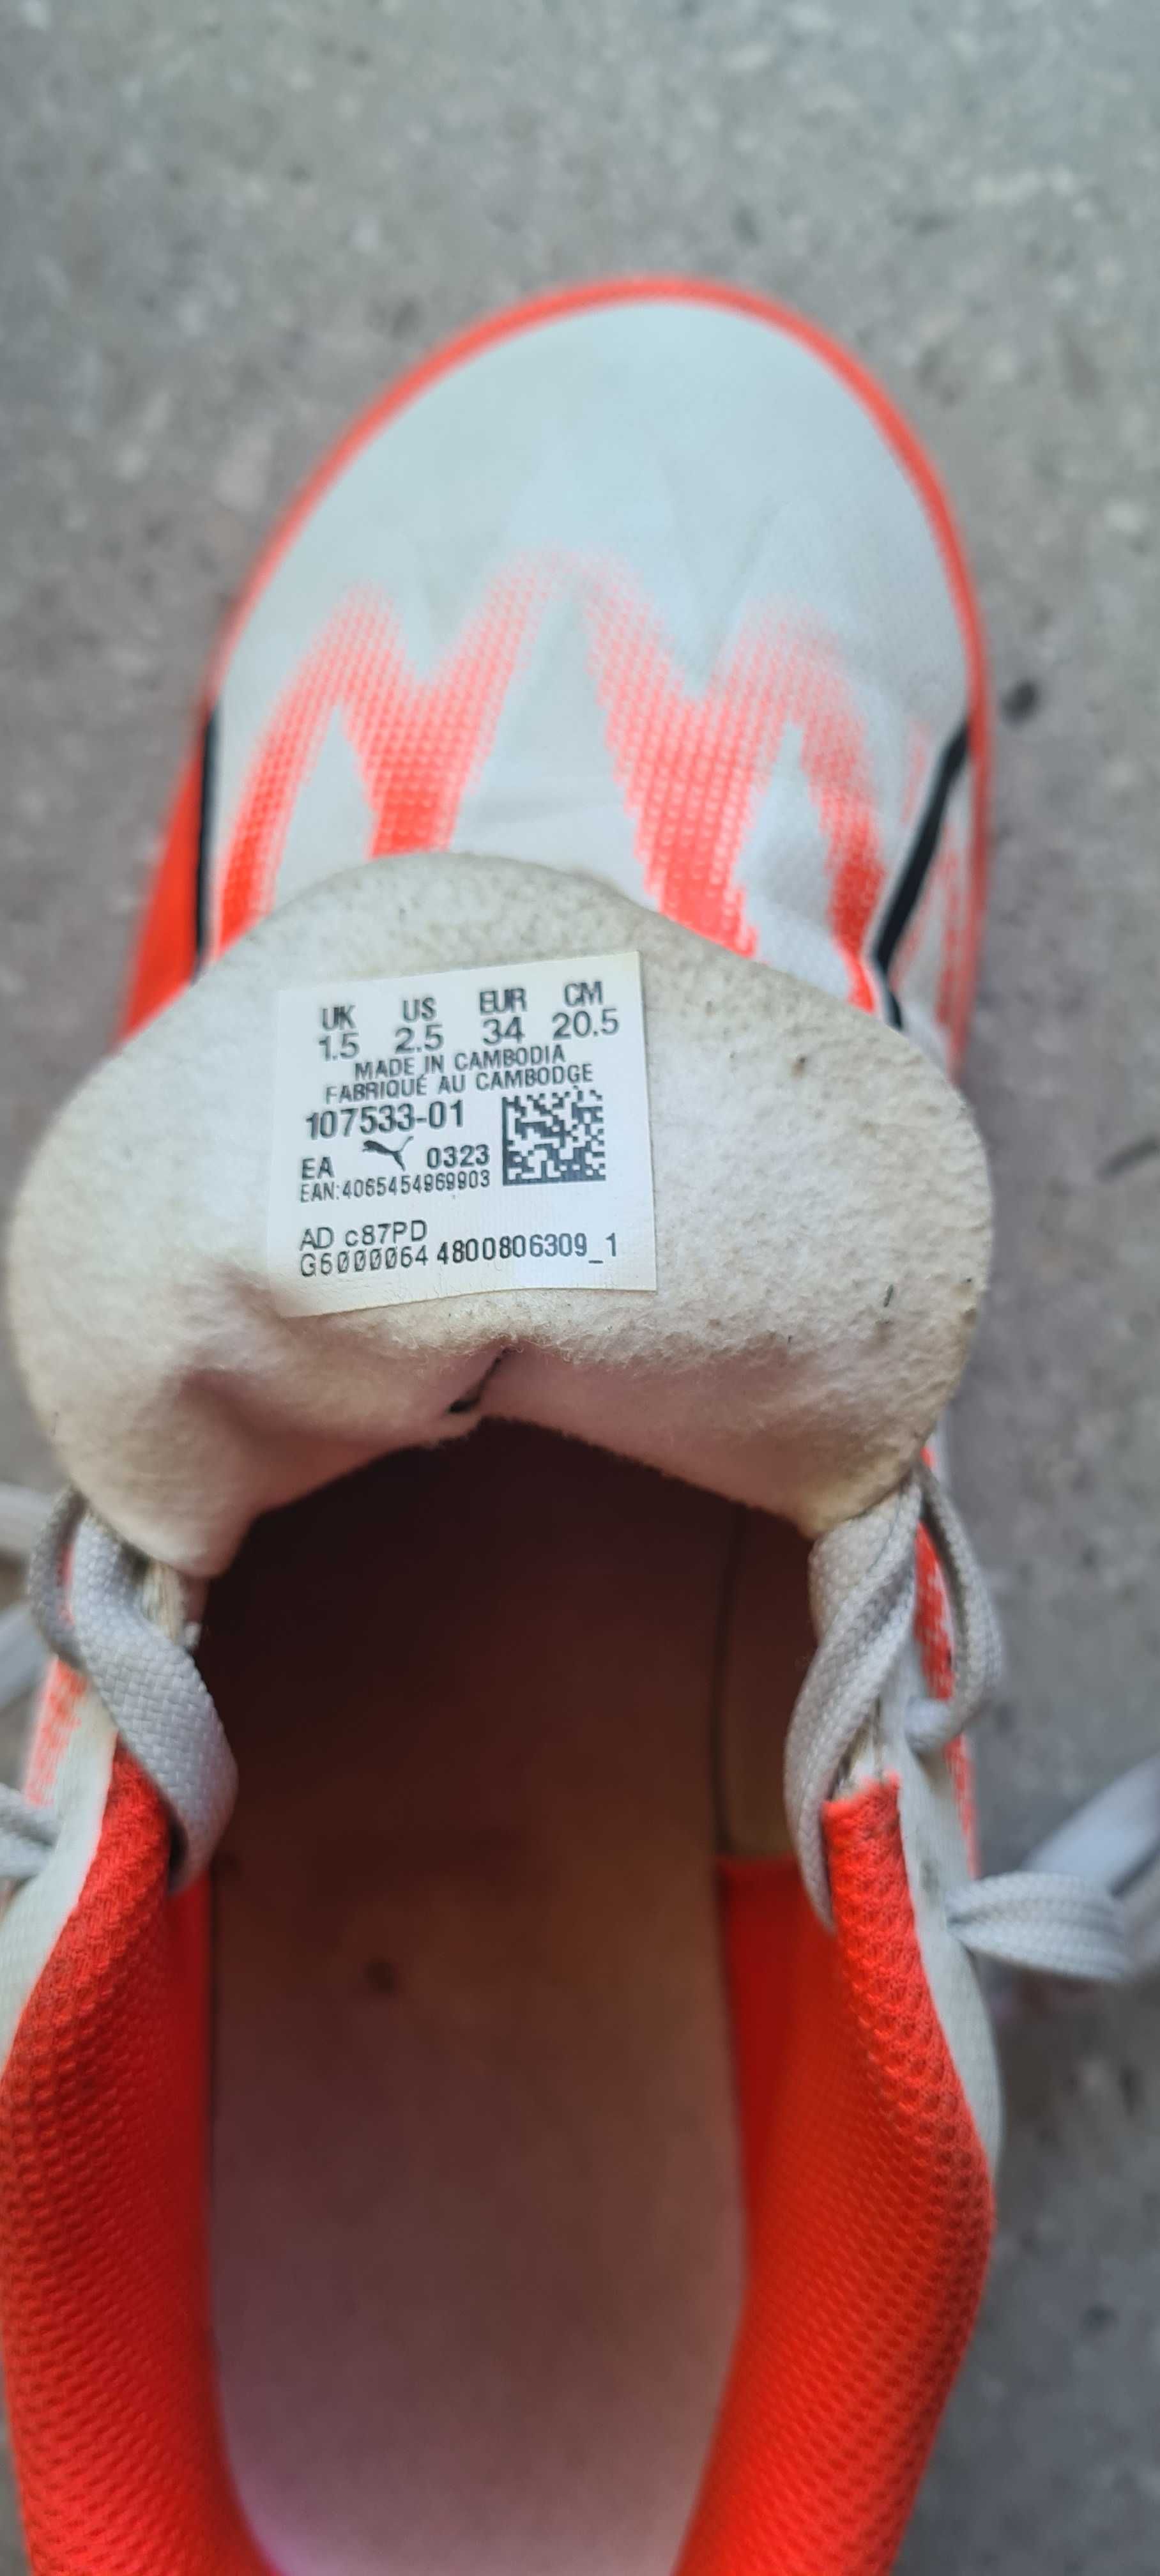 UK US EUR CM
1.5 2.5 34 20.5
MADE IN CAMBODIA
FABRIQUÉ AU CAMBODGE
107533-01
EA 0323
EAN:4065454969903
AD c87PD
G6000064 4800806309_1